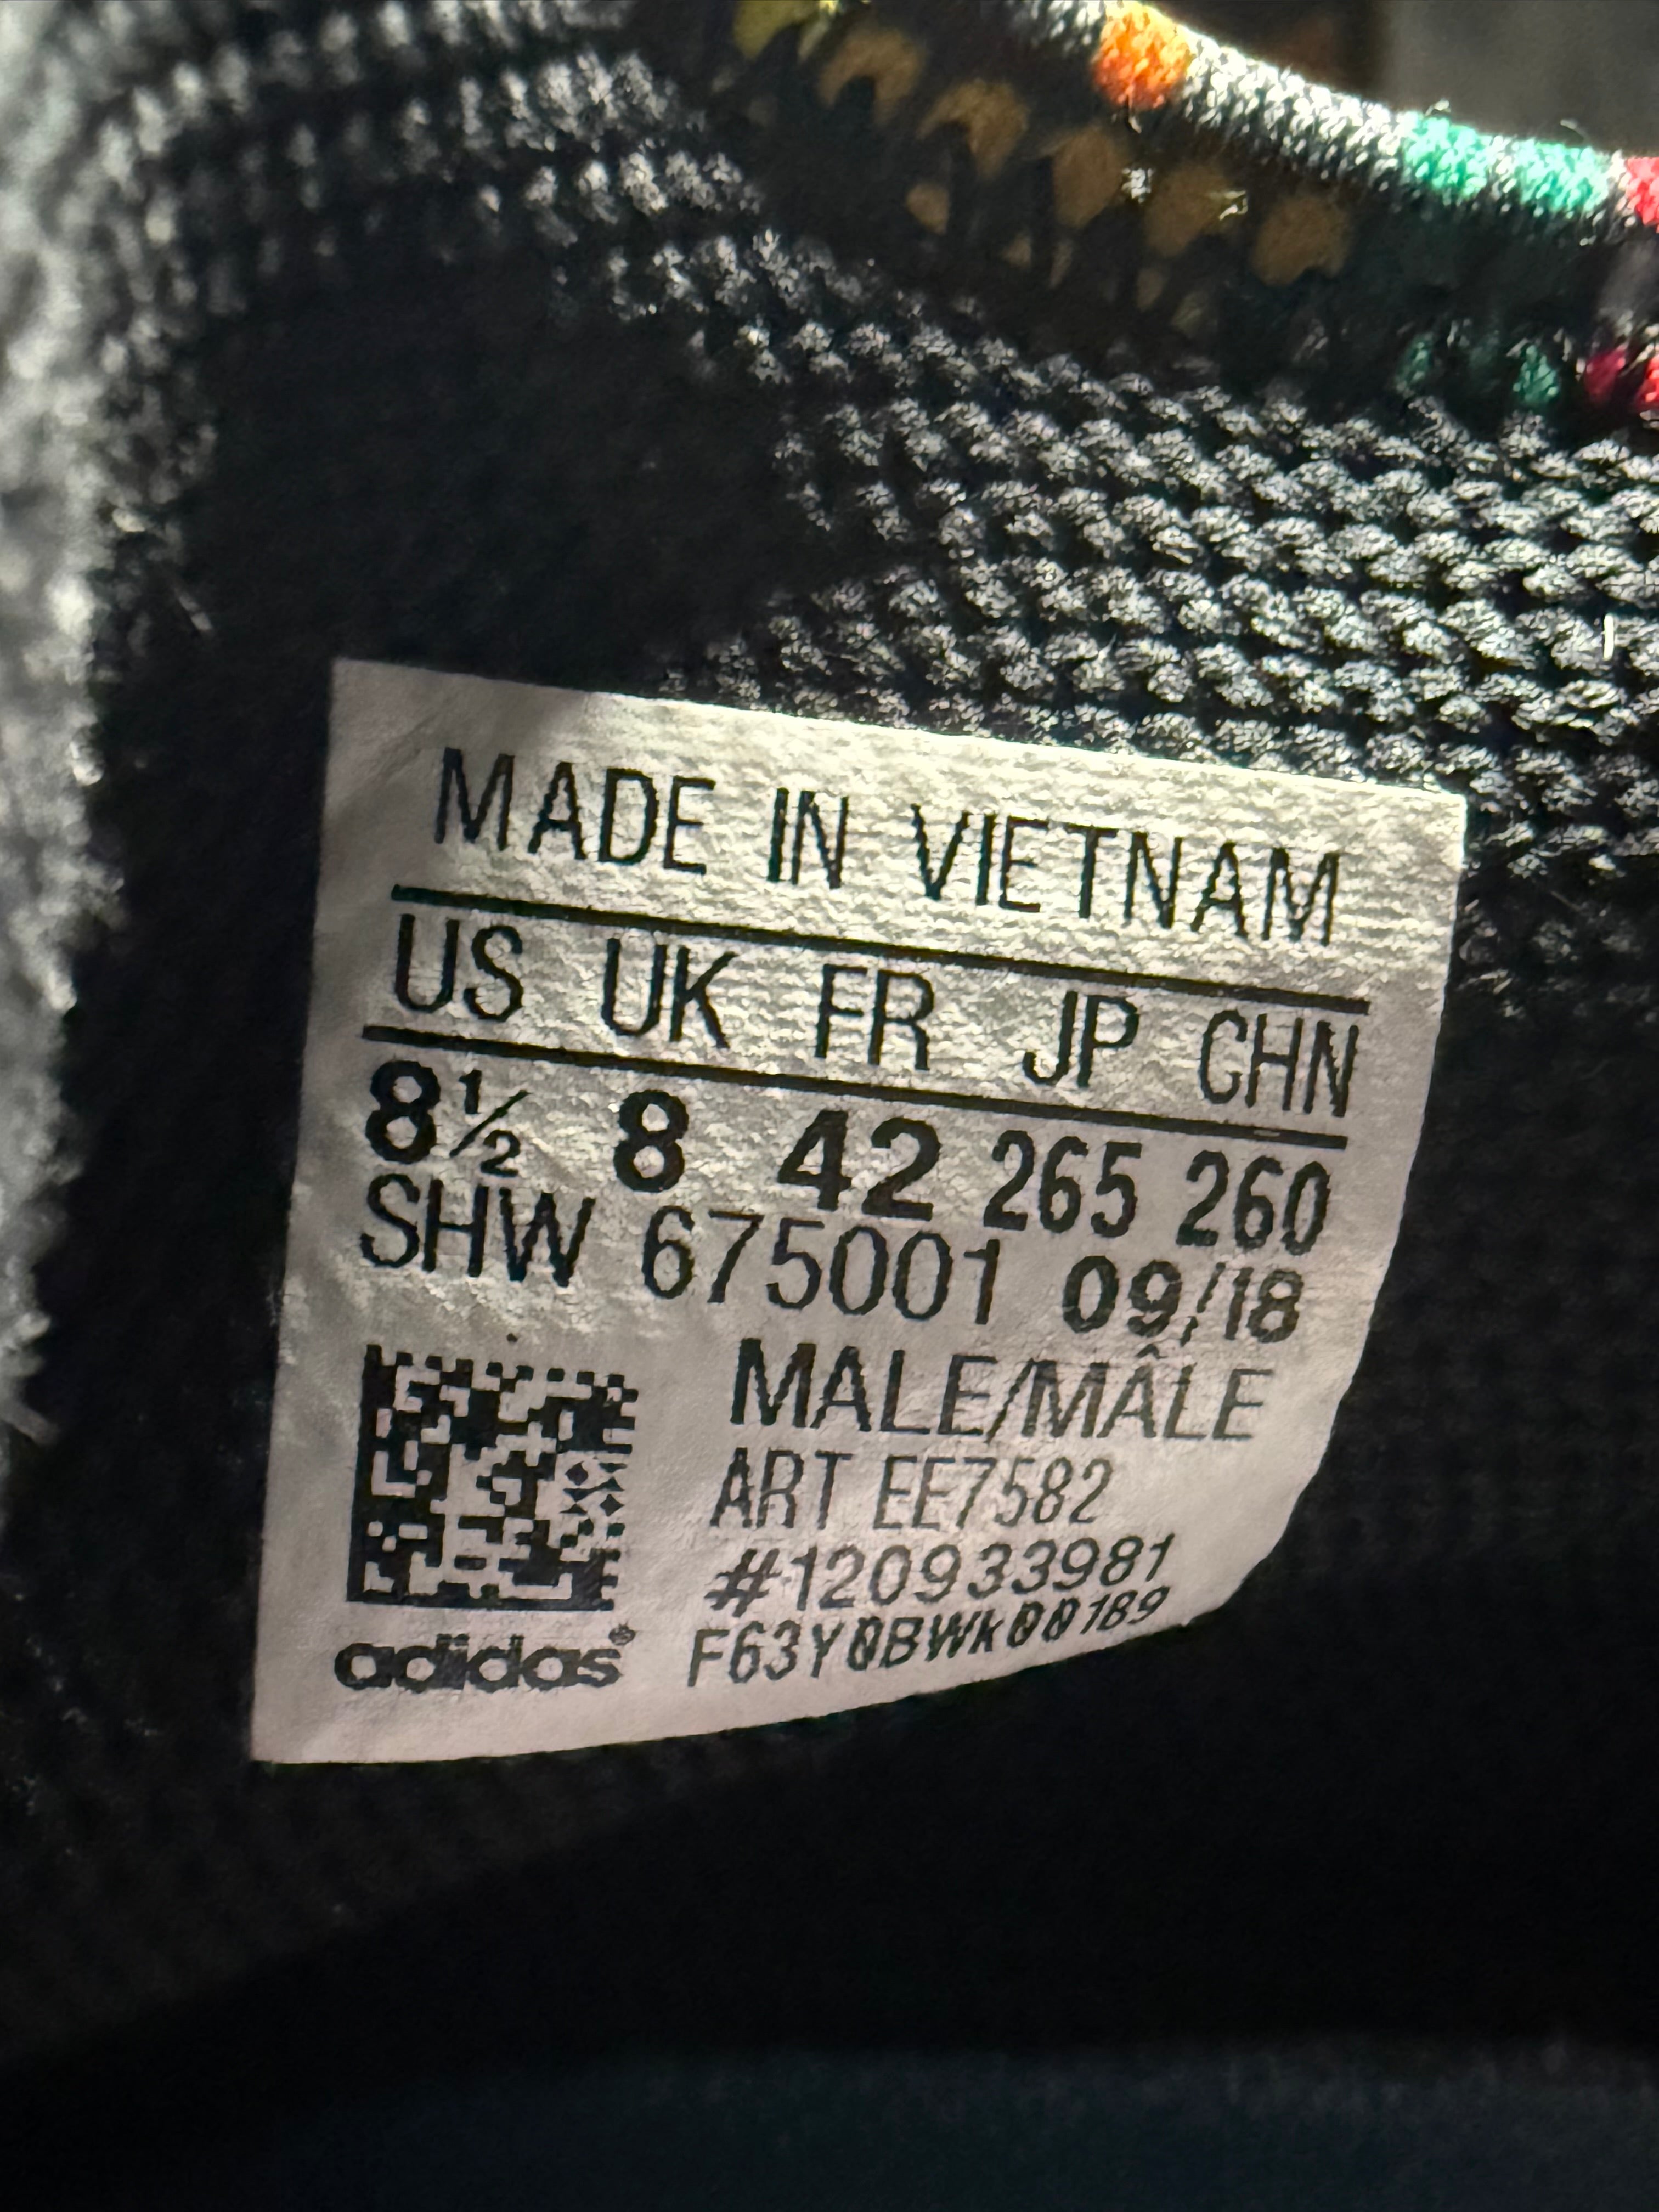 MADE IN VIETNAM
US UK FR JP CHN
8½ 8 42 265 260
SHW 675001 09/18
MALE/MÂLE
ART EE7582
#120933981
F63Y0BWK00189
adidas®